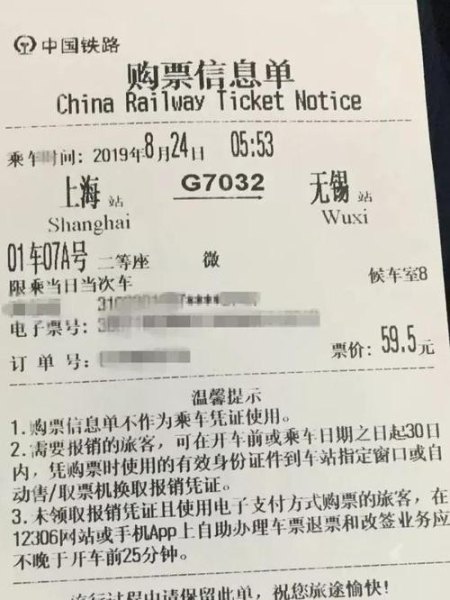 中国铁路
购票信息单
China Railway Ticket Notice
乘车时间: 2019年8月24日 05:53
上海站 G7032 无锡站
Shanghai Wuxi
01车07A号 二等座 微
限乘当日当次车 候车室8
电子票号: 3
票价: 59.5元
订单号:
温馨提示
1.购票信息单不作为乘车凭证使用。
2.需要报销的旅客，可在开车前或乘车日期之日起30日
内，凭购票时使用的有效身份证件到车站指定窗口或自
动售/取票机换取报销凭证。
3.未领取报销凭证且使用电子支付方式购票的旅客，在
12306网站或手机App上自助办理车票退票和改签业务应
不晚于开车前25分钟。
旅行过程中请保留此单，祝您旅途愉快!